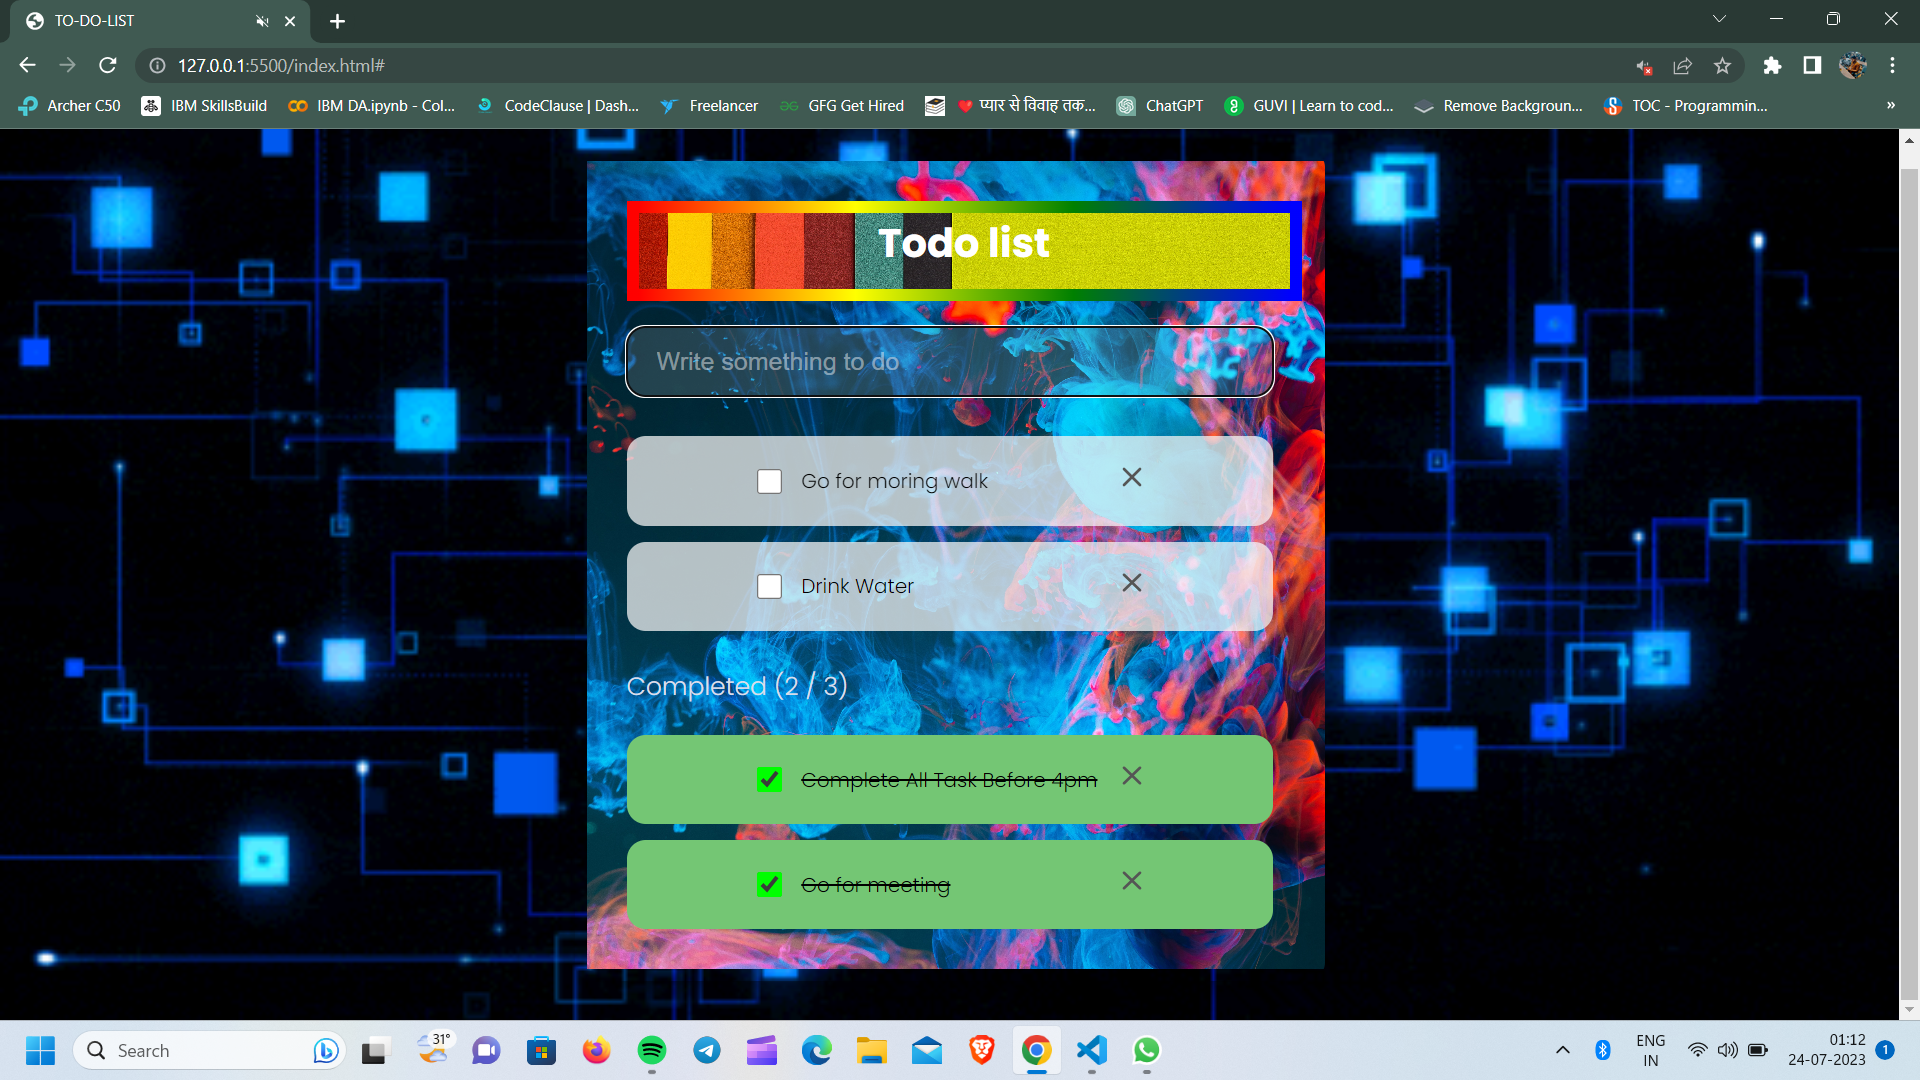 TO-DO-LIST
127.0.0.1:5500/index.html#
Archer C50 IBM SkillsBuild IBM DA.ipynb - Col... CodeClause | Dash... Freelancer GFG Get Hired ❤️ प्यार से विवाह तक... ChatGPT GUVI | Learn to cod... Remove Backgroun... TOC - Programmin... »
Todo list
Write something to do
Go for moring walk
Drink Water
Completed (2 / 3)
Complete All Task Before 4pm
Go for meeting
Search 31° ENG 01:12
IN 24-07-2023 1